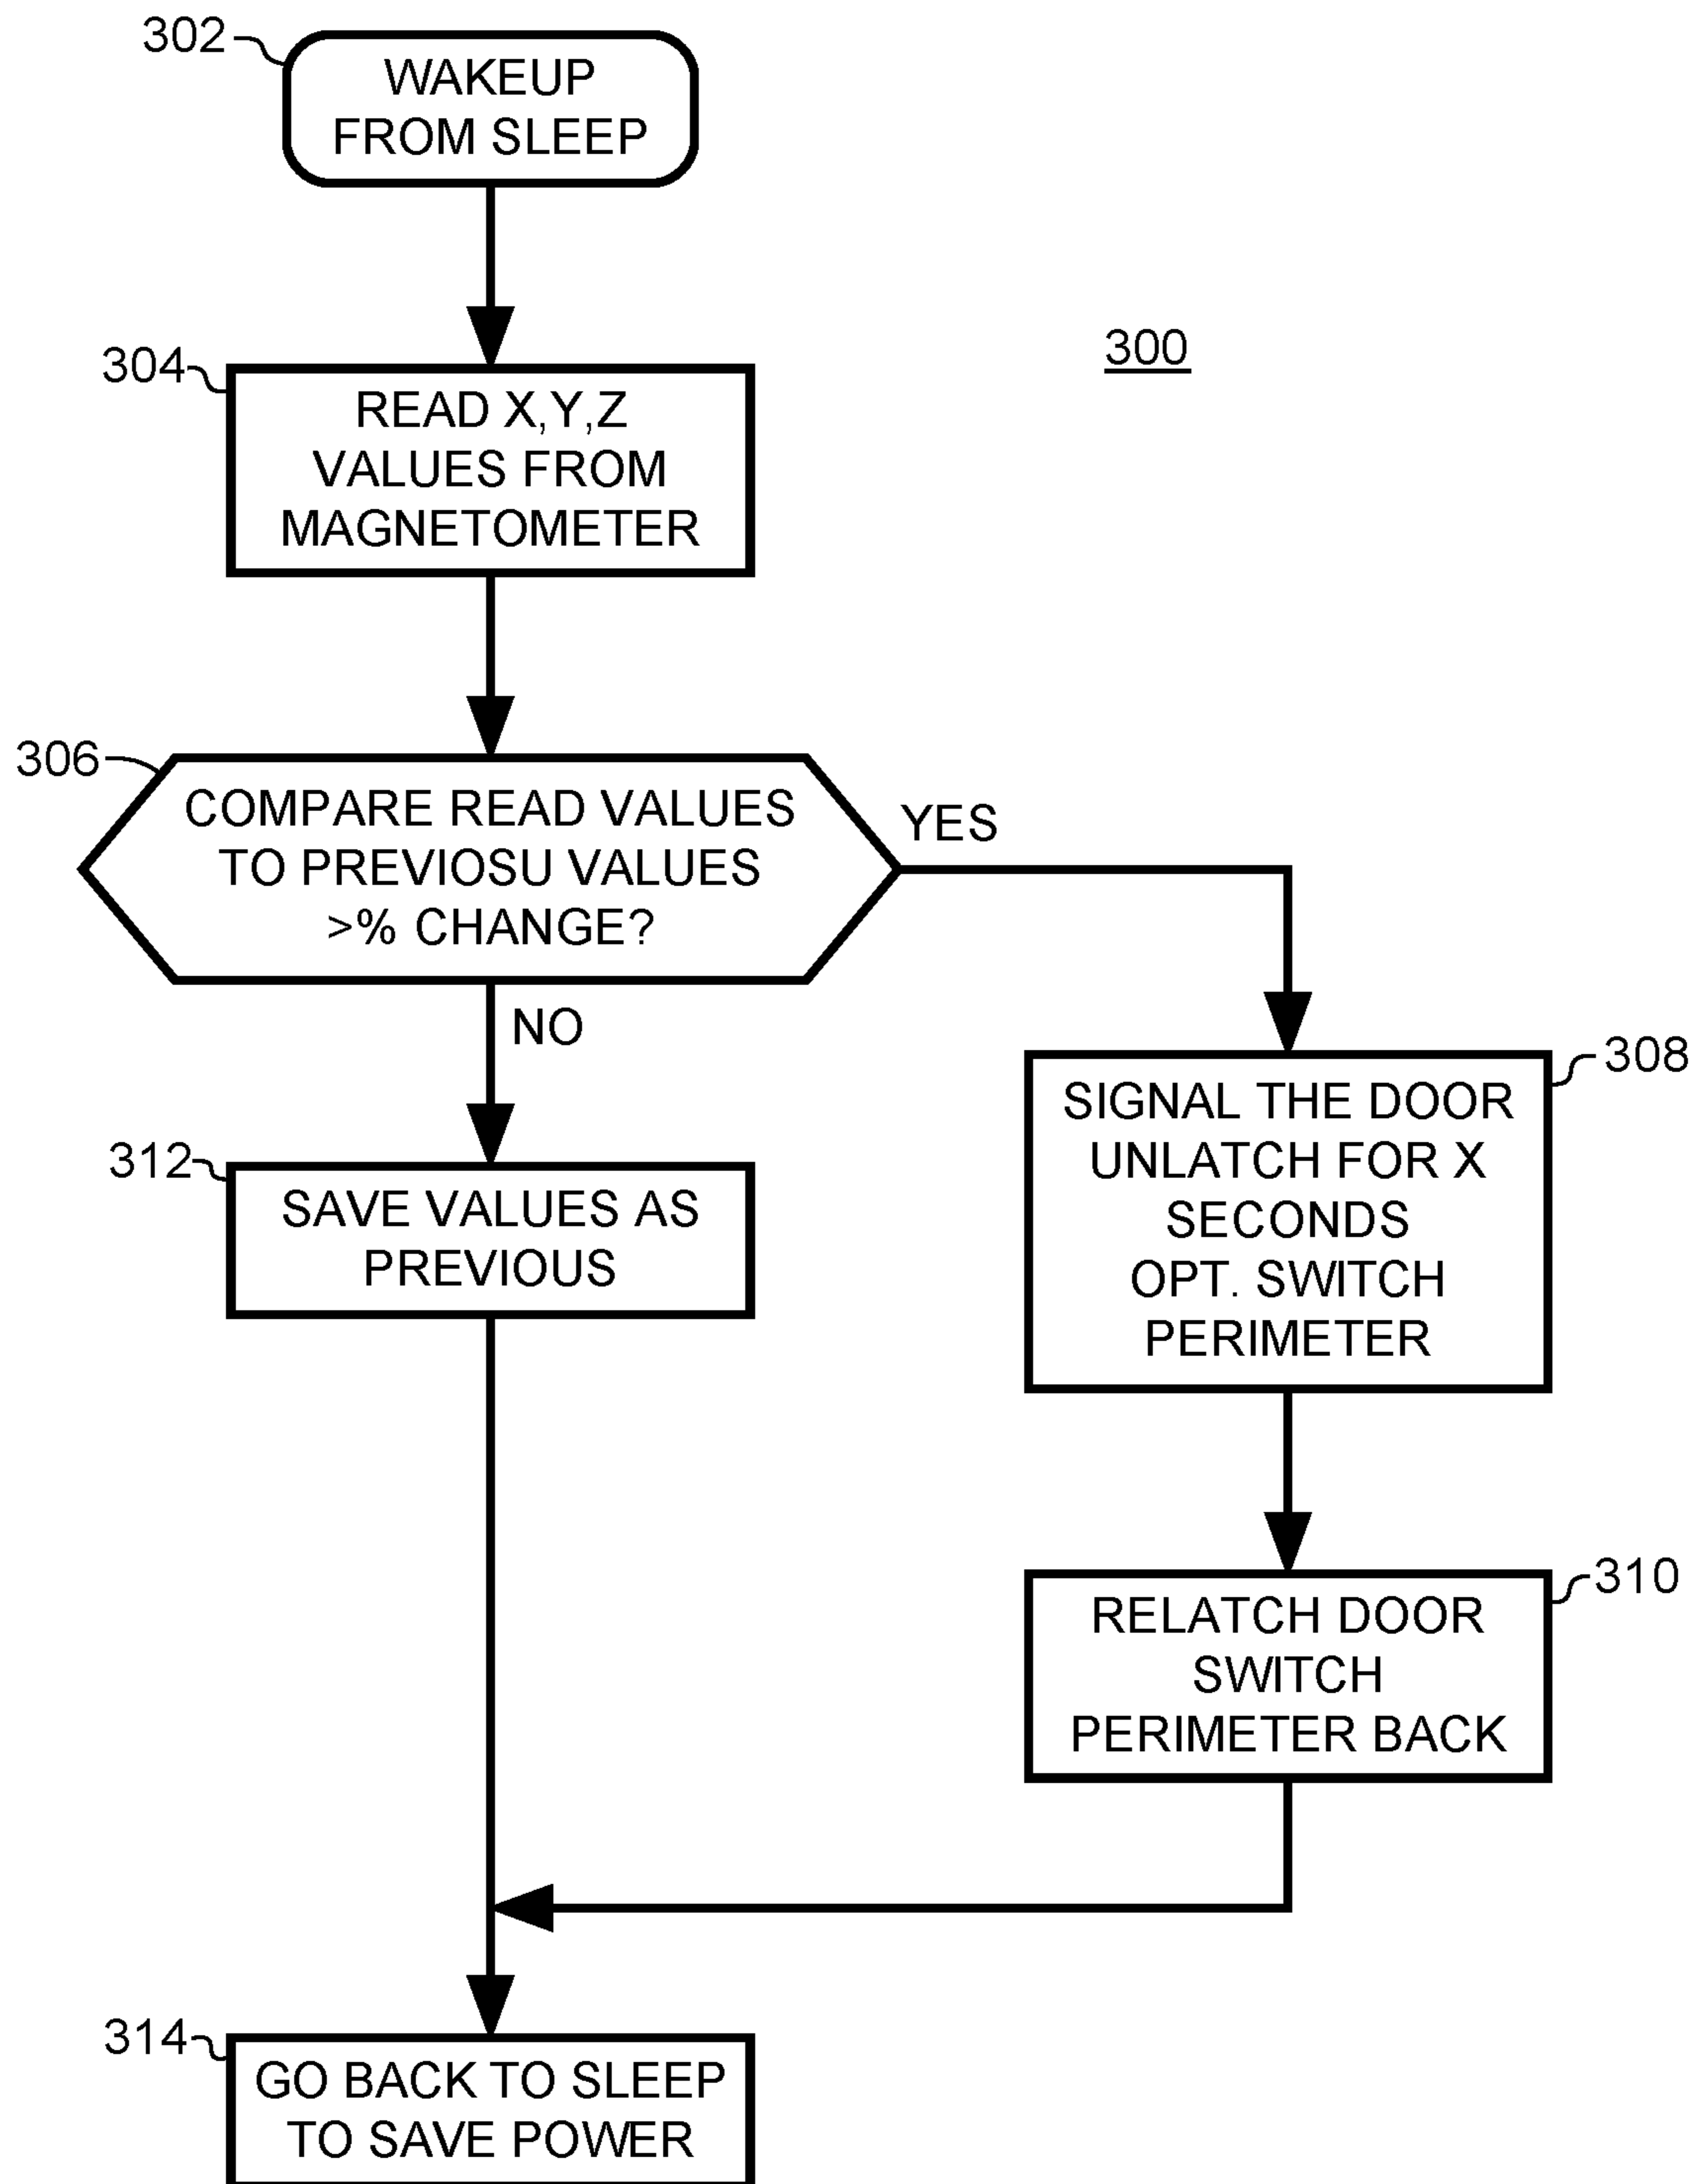 302
WAKEUP
FROM SLEEP
304
READ X,Y,Z
VALUES FROM
MAGNETOMETER
300
306
COMPARE READ VALUES
TO PREVIOSU VALUES
>% CHANGE?
YES
NO
308
SIGNAL THE DOOR
UNLATCH FOR X
SECONDS
OPT. SWITCH
PERIMETER
312
SAVE VALUES AS
PREVIOUS
310
RELATCH DOOR
SWITCH
PERIMETER BACK
314
GO BACK TO SLEEP
TO SAVE POWER